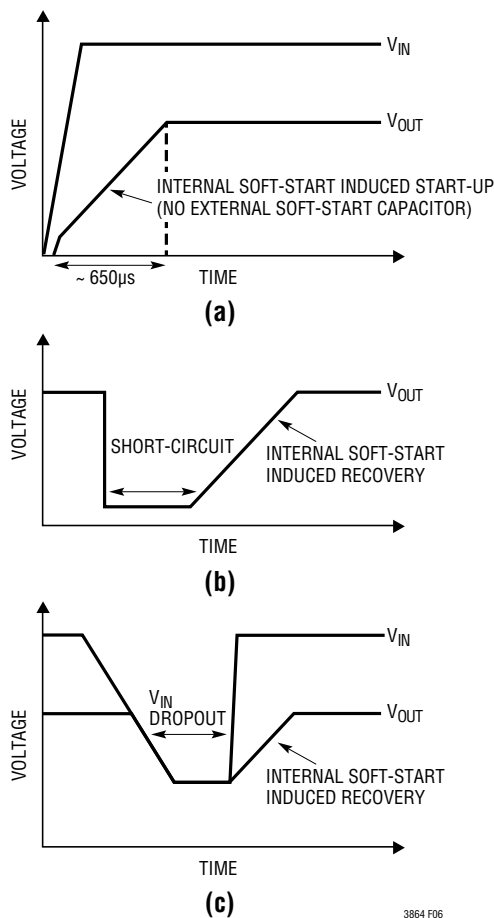 VOLTAGE
V_IN
V_OUT
INTERNAL SOFT-START INDUCED START-UP
(NO EXTERNAL SOFT-START CAPACITOR)
~ 650µs
TIME
(a)
VOLTAGE
V_OUT
SHORT-CIRCUIT
INTERNAL SOFT-START
INDUCED RECOVERY
TIME
(b)
VOLTAGE
V_IN
V_IN
DROPOUT
V_OUT
INTERNAL SOFT-START
INDUCED RECOVERY
TIME
(c)
3864 F06